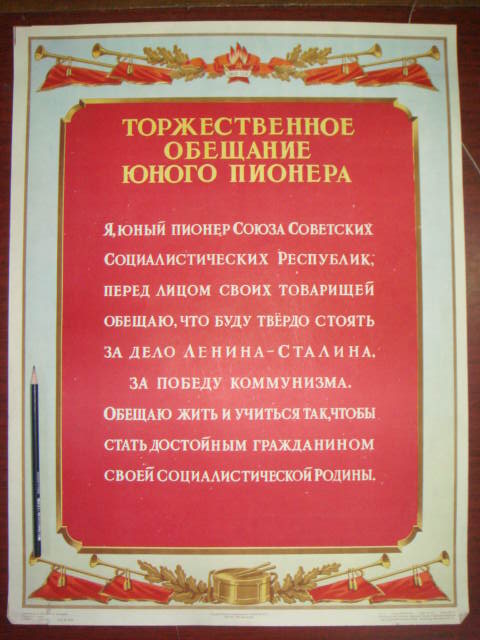 ТОРЖЕСТВЕННОЕ
ОБЕЩАНИЕ
ЮНОГО ПИОНЕРА
Я, ЮНЫЙ ПИОНЕР СОЮЗА СОВЕТСКИХ
СОЦИАЛИСТИЧЕСКИХ РЕСПУБЛИК,
ПЕРЕД ЛИЦОМ СВОИХ ТОВАРИЩЕЙ
ОБЕЩАЮ, ЧТО БУДУ ТВЁРДО СТОЯТЬ
ЗА ДЕЛО ЛЕНИНА-СТАЛИНА,
ЗА ПОБЕДУ КОММУНИЗМА.
ОБЕЩАЮ ЖИТЬ И УЧИТЬСЯ ТАК, ЧТОБЫ
СТАТЬ ДОСТОЙНЫМ ГРАЖДАНИНОМ
СВОЕЙ СОЦИАЛИСТИЧЕСКОЙ РОДИНЫ.